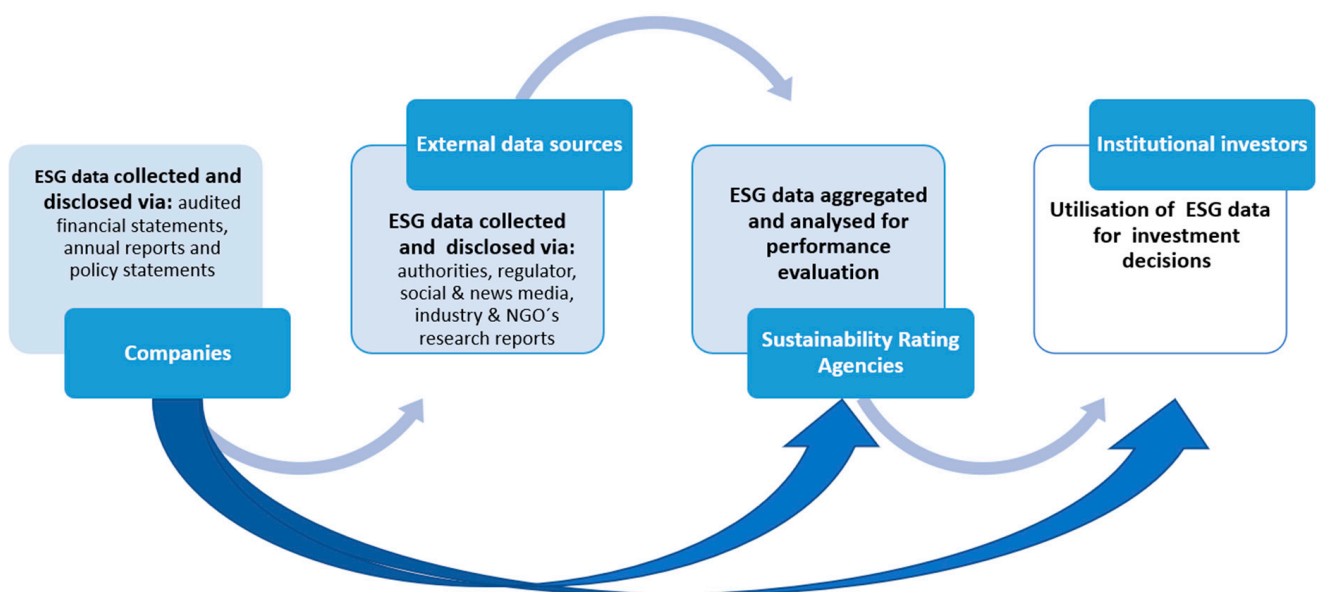 ESG data collected and
disclosed via: audited
financial statements,
annual reports and
policy statements
Companies
External data sources
ESG data collected
and disclosed via:
authorities, regulator,
social & news media,
industry & NGO´s
research reports
ESG data aggregated
and analysed for
performance
evaluation
Sustainability Rating
Agencies
Institutional investors
Utilisation of ESG data
for investment
decisions